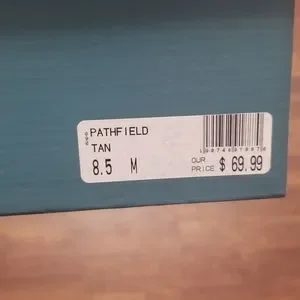 PATHFIELD
TAN
8.5 M
OUR PRICE $ 69.99